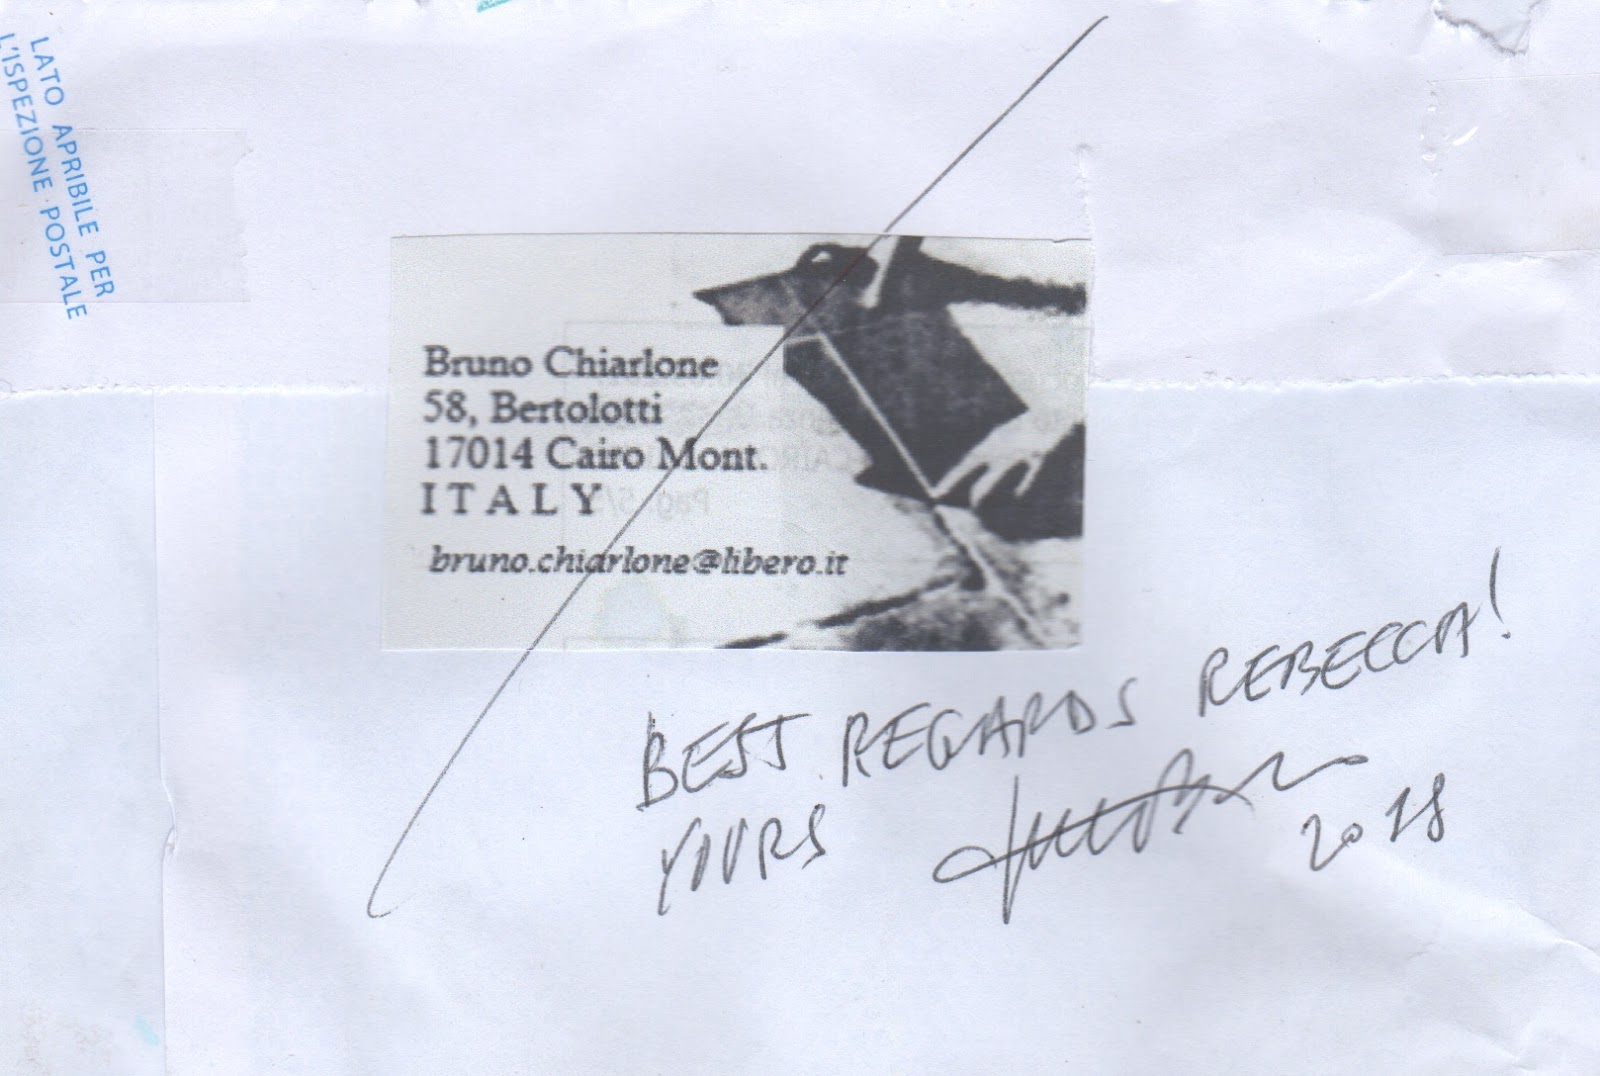 LATO APRIBILE PER
L'ISPEZIONE POSTALE
Bruno Chiarlone
58, Bertolotti
17014 Cairo Mont.
ITALY
bruno.chiarlone@libero.it
BEST REGARDS REBECCA!
YOURS
2018